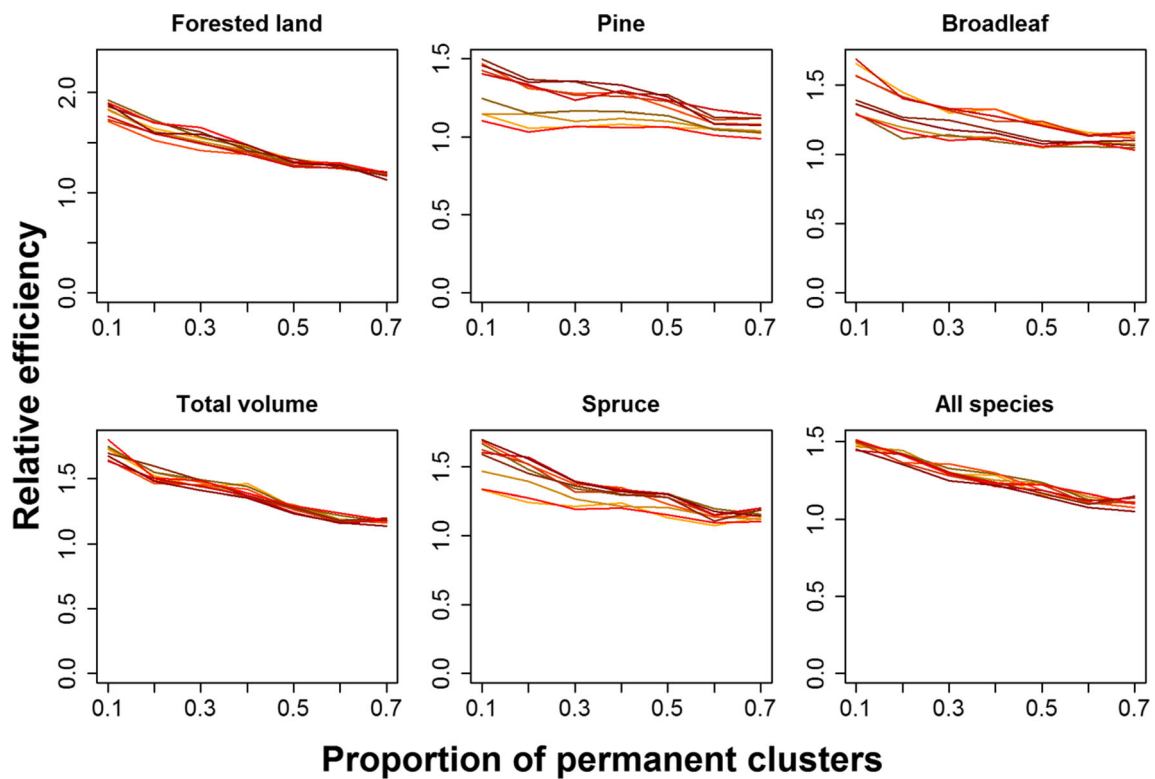 Forested land
Pine
Broadleaf
2.0
1.0
0.0
1.5
1.0
0.5
0.0
1.5
1.0
0.5
0.0
0.1 0.3 0.5 0.7
0.1 0.3 0.5 0.7
0.1 0.3 0.5 0.7
Relative efficiency
Total volume
Spruce
All species
1.5
1.0
0.5
0.0
1.5
1.0
0.5
0.0
1.5
1.0
0.5
0.0
0.1 0.3 0.5 0.7
0.1 0.3 0.5 0.7
0.1 0.3 0.5 0.7
Proportion of permanent clusters